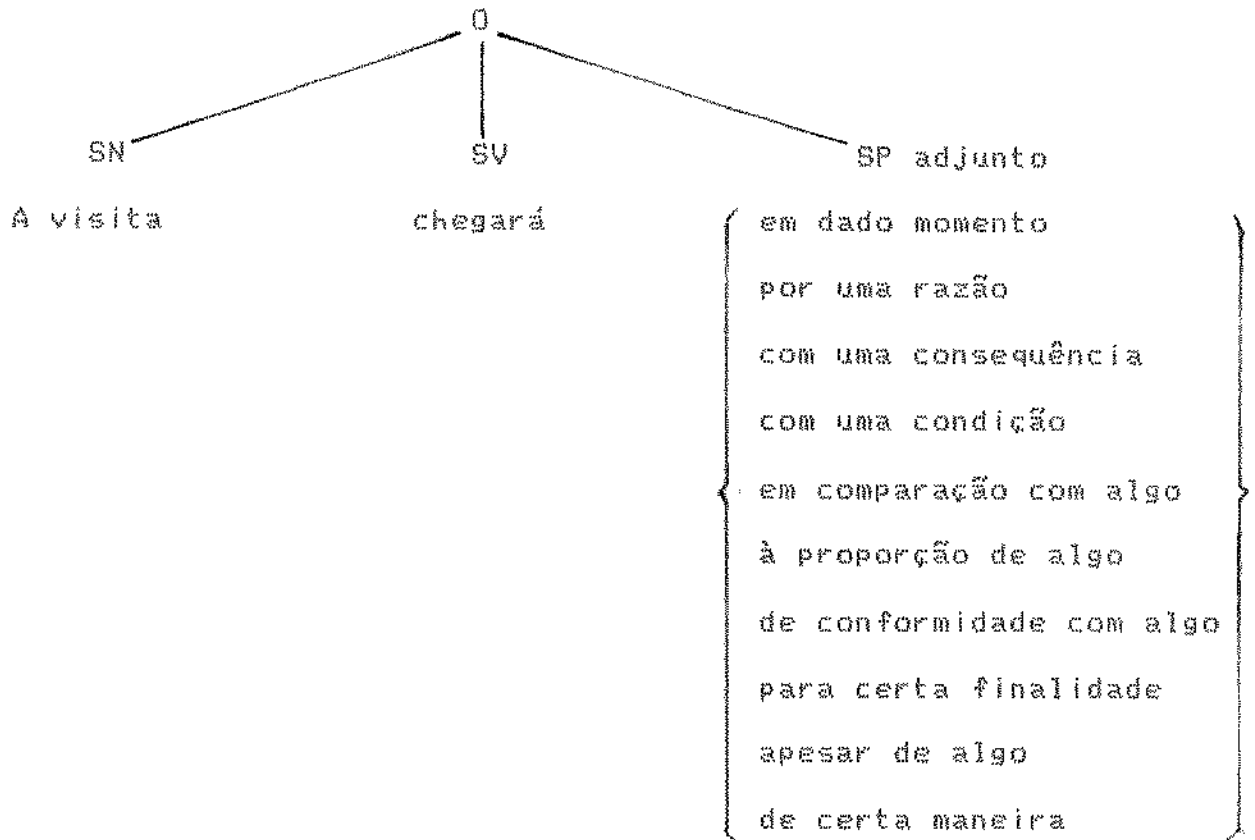 O
SN SV SP adjunto
A visita chegará em dado momento
por uma razão
com uma consequência
com uma condição
em comparação com algo
à proporção de algo
de conformidade com algo
para certa finalidade
apesar de algo
de certa maneira